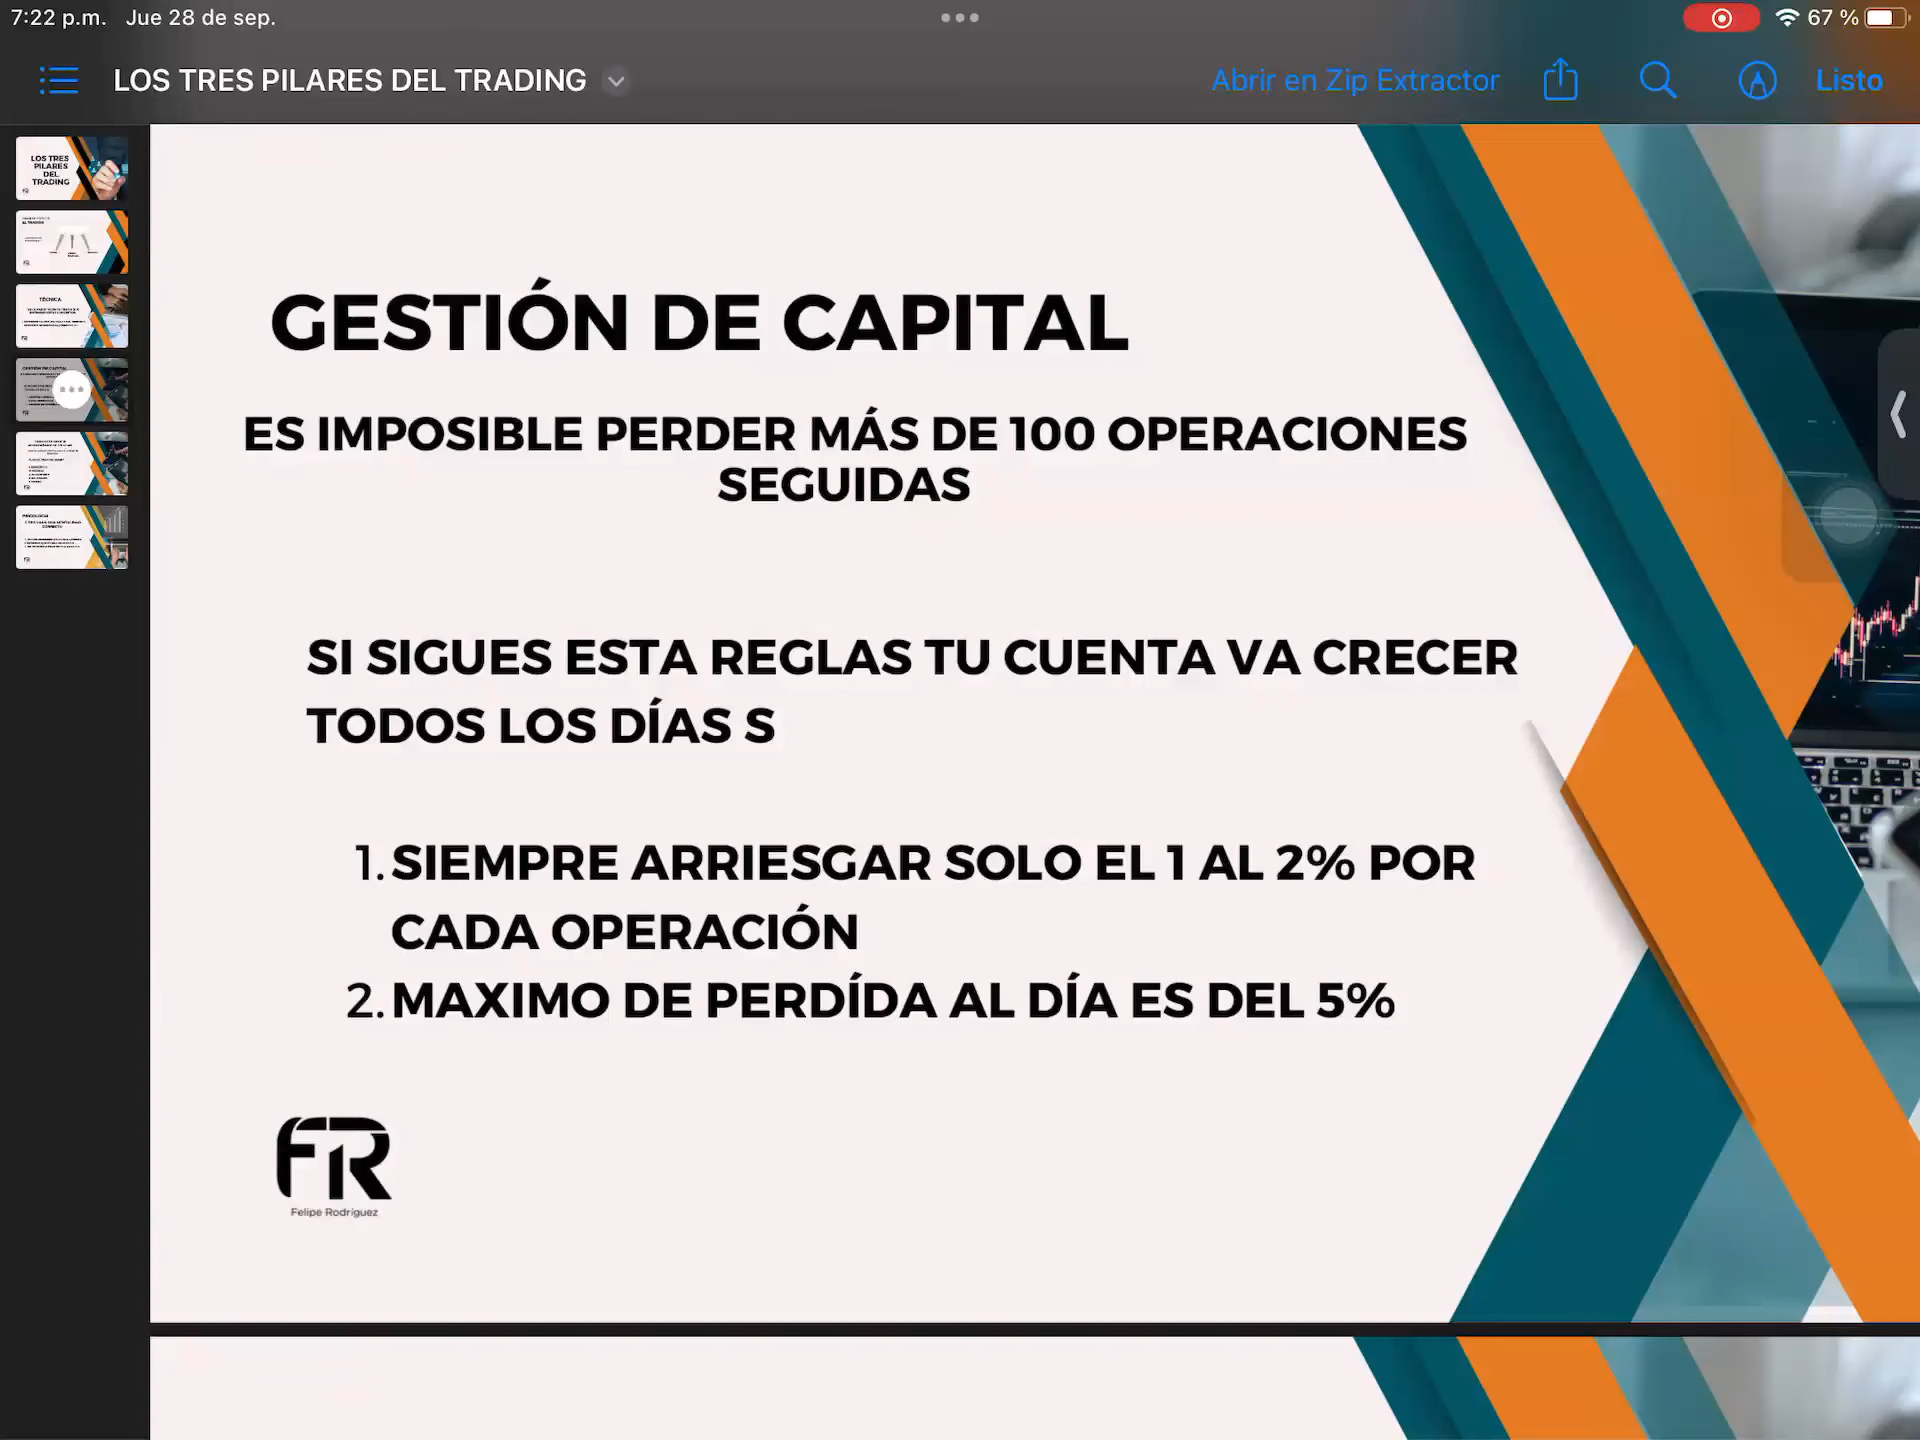 7:22 p.m. Jue 28 de sep.
67 %
LOS TRES PILARES DEL TRADING
Abrir en Zip Extractor
Listo
LOS TRES
PILARES
DEL
TRADING
GESTIÓN DE CAPITAL
ES IMPOSIBLE PERDER MÁS DE 100 OPERACIONES
SEGUIDAS
SI SIGUES ESTA REGLAS TU CUENTA VA CRECER
TODOS LOS DÍAS S
1. SIEMPRE ARRIESGAR SOLO EL 1 AL 2% POR
CADA OPERACIÓN
2. MAXIMO DE PERDÍDA AL DÍA ES DEL 5%
FR
Felipe Rodríguez